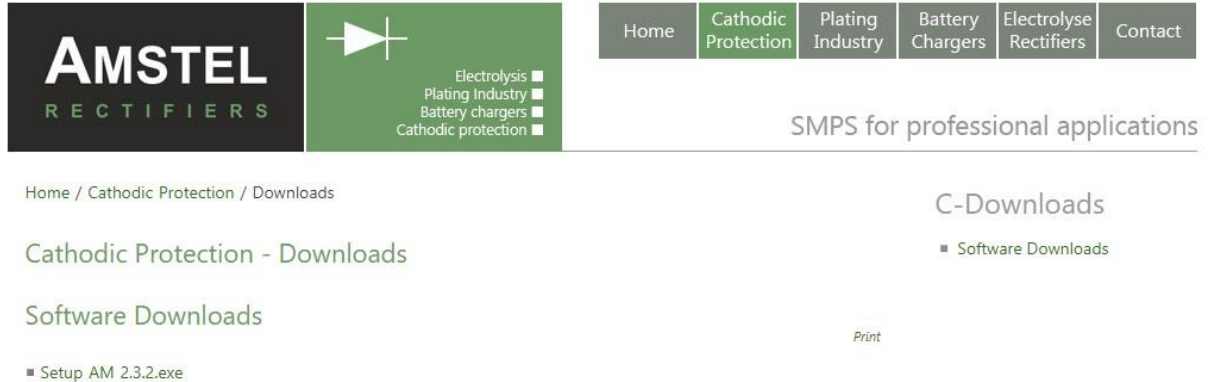 AMSTEL
RECTIFIERS
Electrolysis
Plating Industry
Battery chargers
Cathodic protection
Home
Cathodic
Protection
Plating
Industry
Battery
Chargers
Electrolyse
Rectifiers
Contact
SMPS for professional applications
Home / Cathodic Protection / Downloads
Cathodic Protection - Downloads
Software Downloads
Setup AM 2.3.2.exe
C-Downloads
Software Downloads
Print